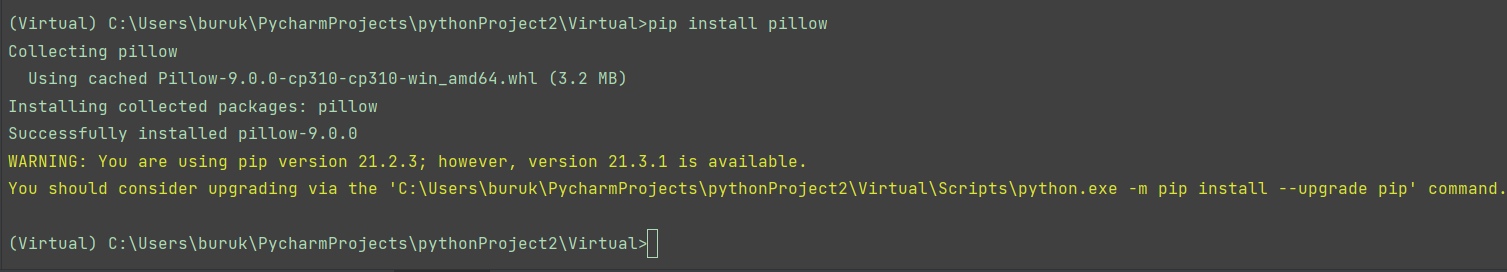 (Virtual) C:\Users\buruk\PycharmProjects\pythonProject2\Virtual>pip install pillow
Collecting pillow
  Using cached Pillow-9.0.0-cp310-cp310-win_amd64.whl (3.2 MB)
Installing collected packages: pillow
Successfully installed pillow-9.0.0
WARNING: You are using pip version 21.2.3; however, version 21.3.1 is available.
You should consider upgrading via the 'C:\Users\buruk\PycharmProjects\pythonProject2\Virtual\Scripts\python.exe -m pip install --upgrade pip' command.
(Virtual) C:\Users\buruk\PycharmProjects\pythonProject2\Virtual>